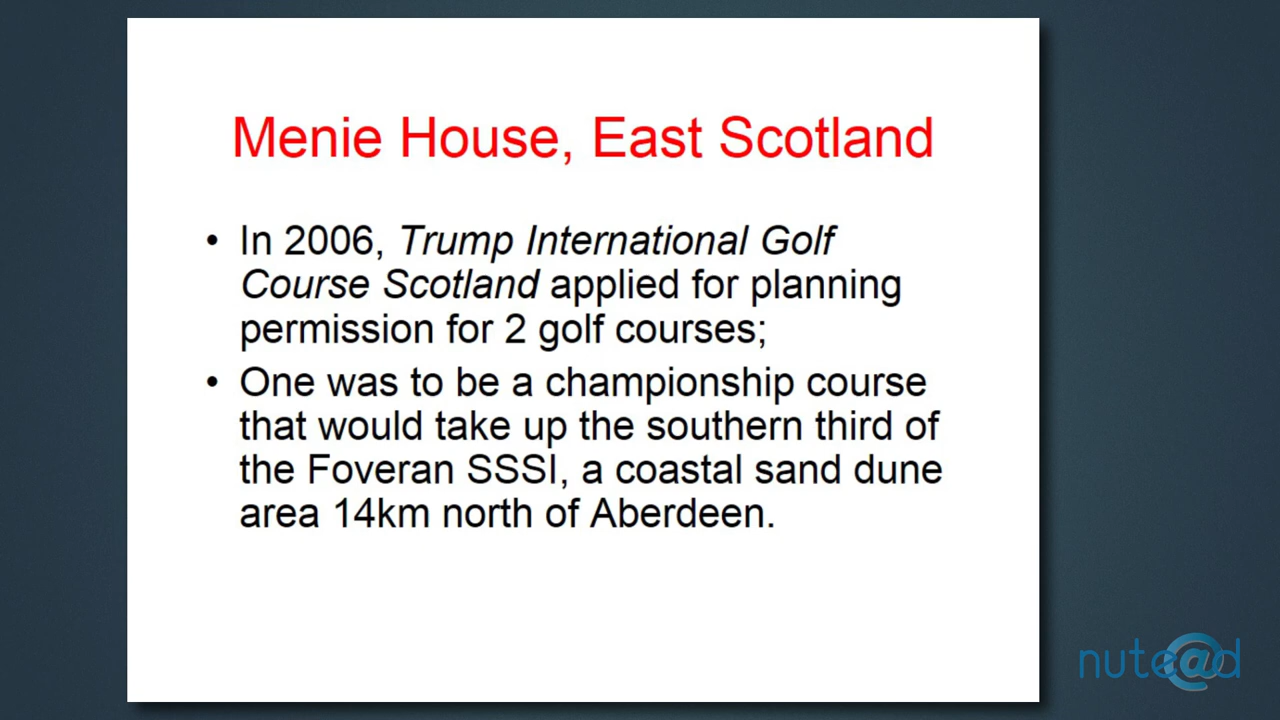 Menie House, East Scotland
• In 2006, Trump International Golf
Course Scotland applied for planning
permission for 2 golf courses;
• One was to be a championship course
that would take up the southern third of
the Foveran SSSI, a coastal sand dune
area 14km north of Aberdeen.
nute@d